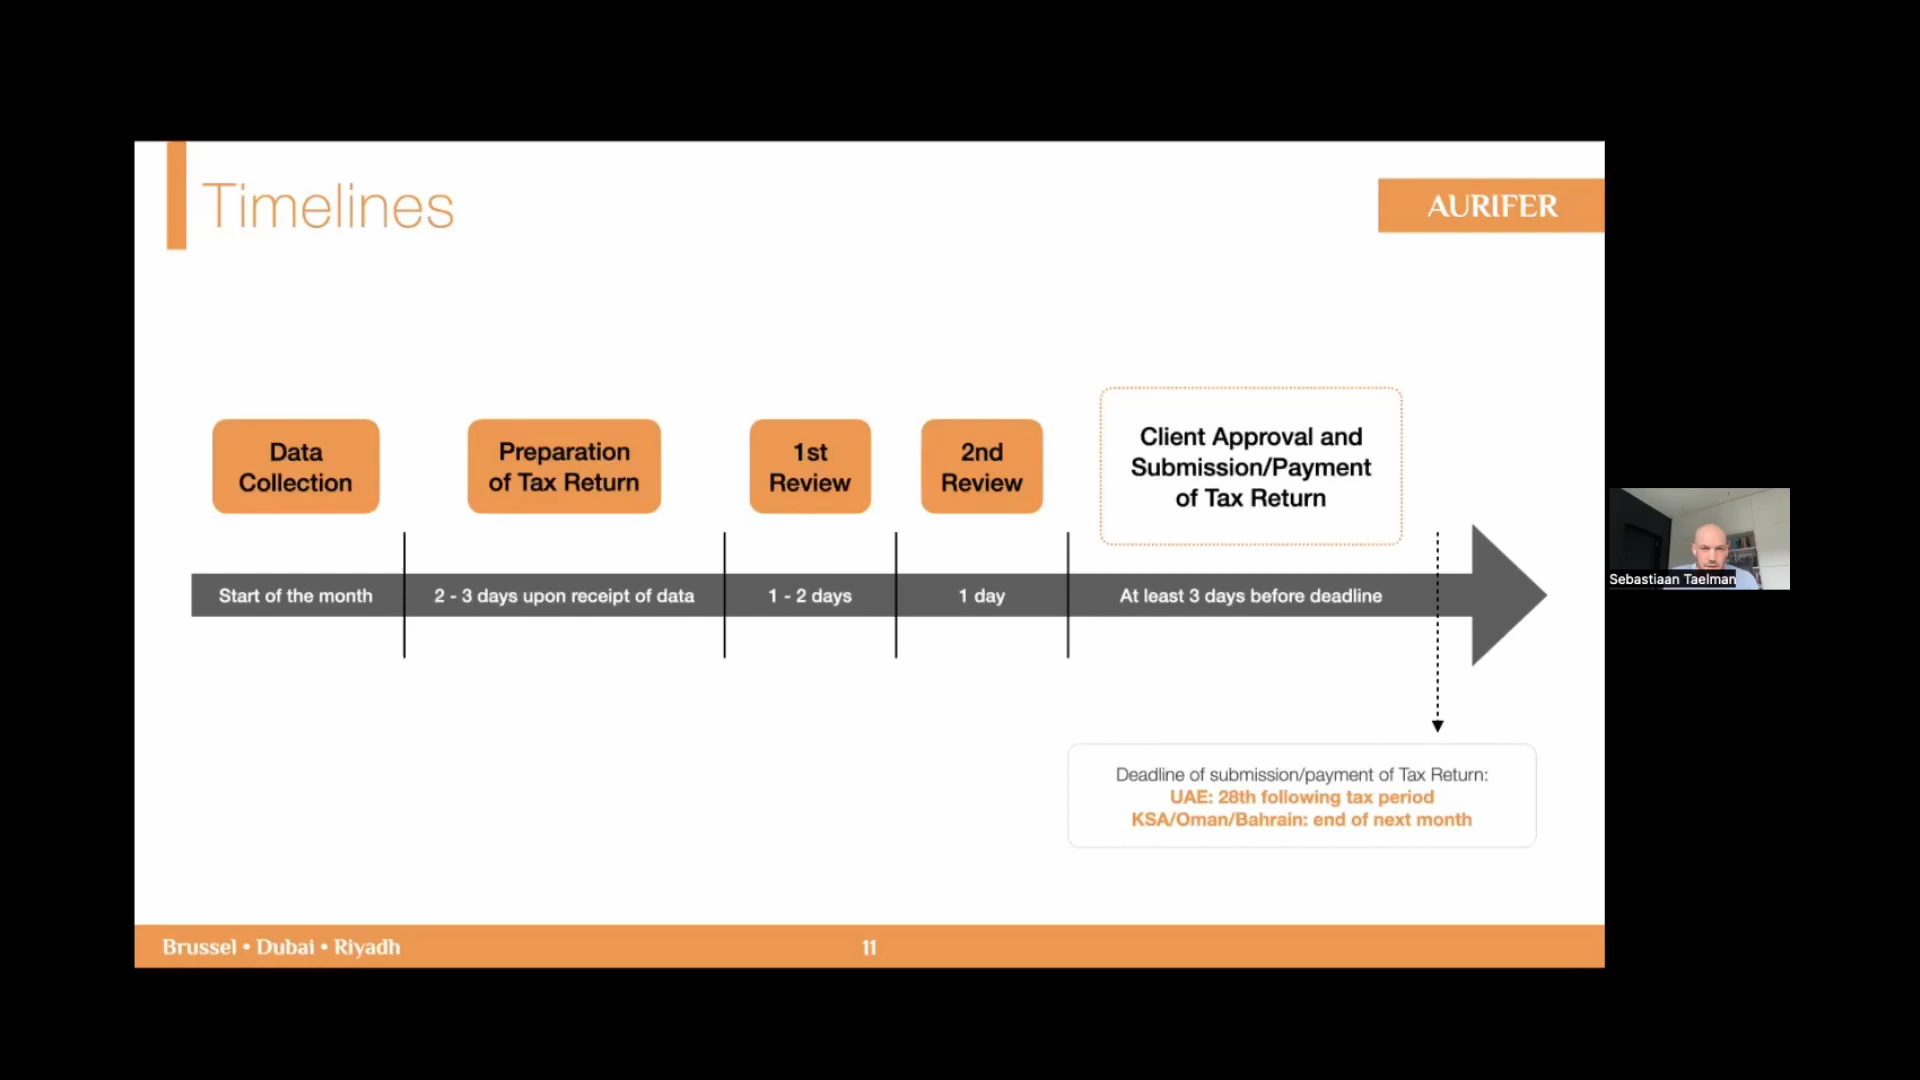 Timelines
AURIFER
Data
Collection
Preparation
of Tax Return
1st
Review
2nd
Review
Client Approval and
Submission/Payment
of Tax Return
Start of the month
2 - 3 days upon receipt of data
1 - 2 days
1 day
At least 3 days before deadline
Sebastiaan Taelman
Deadline of submission/payment of Tax Return:
UAE: 28th following tax period
KSA/Oman/Bahrain: end of next month
Brussel • Dubai • Riyadh
11